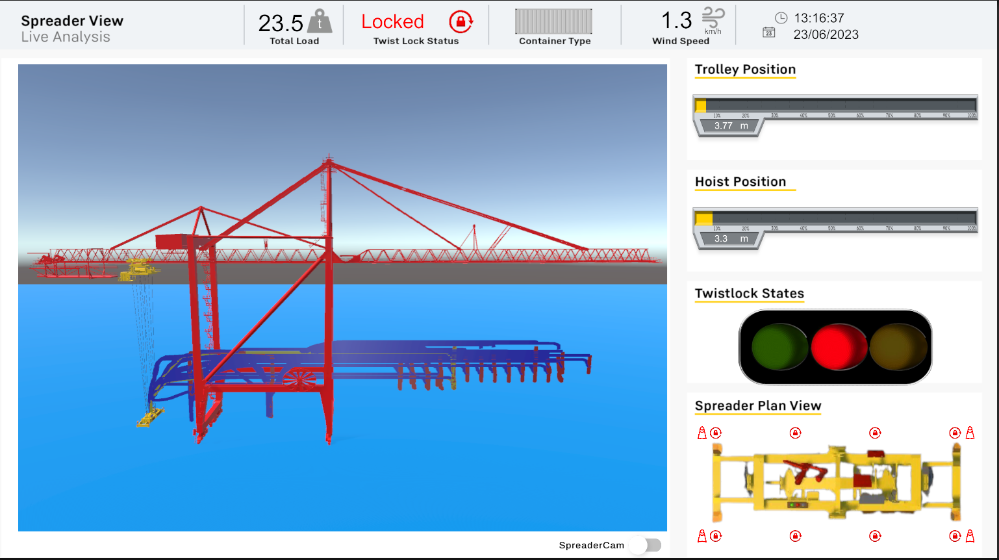 Spreader View
Live Analysis
23.5
t
Total Load
Locked
Twist Lock Status
Container Type
1.3
km/h
Wind Speed
13:16:37
23
23/06/2023
Trolley Position
10% 20% 30% 40% 50% 60% 70% 80% 90% 100%
3.77 m
Hoist Position
10% 20% 30% 40% 50% 60% 70% 80% 90% 100%
3.3 m
Twistlock States
Spreader Plan View
SpreaderCam